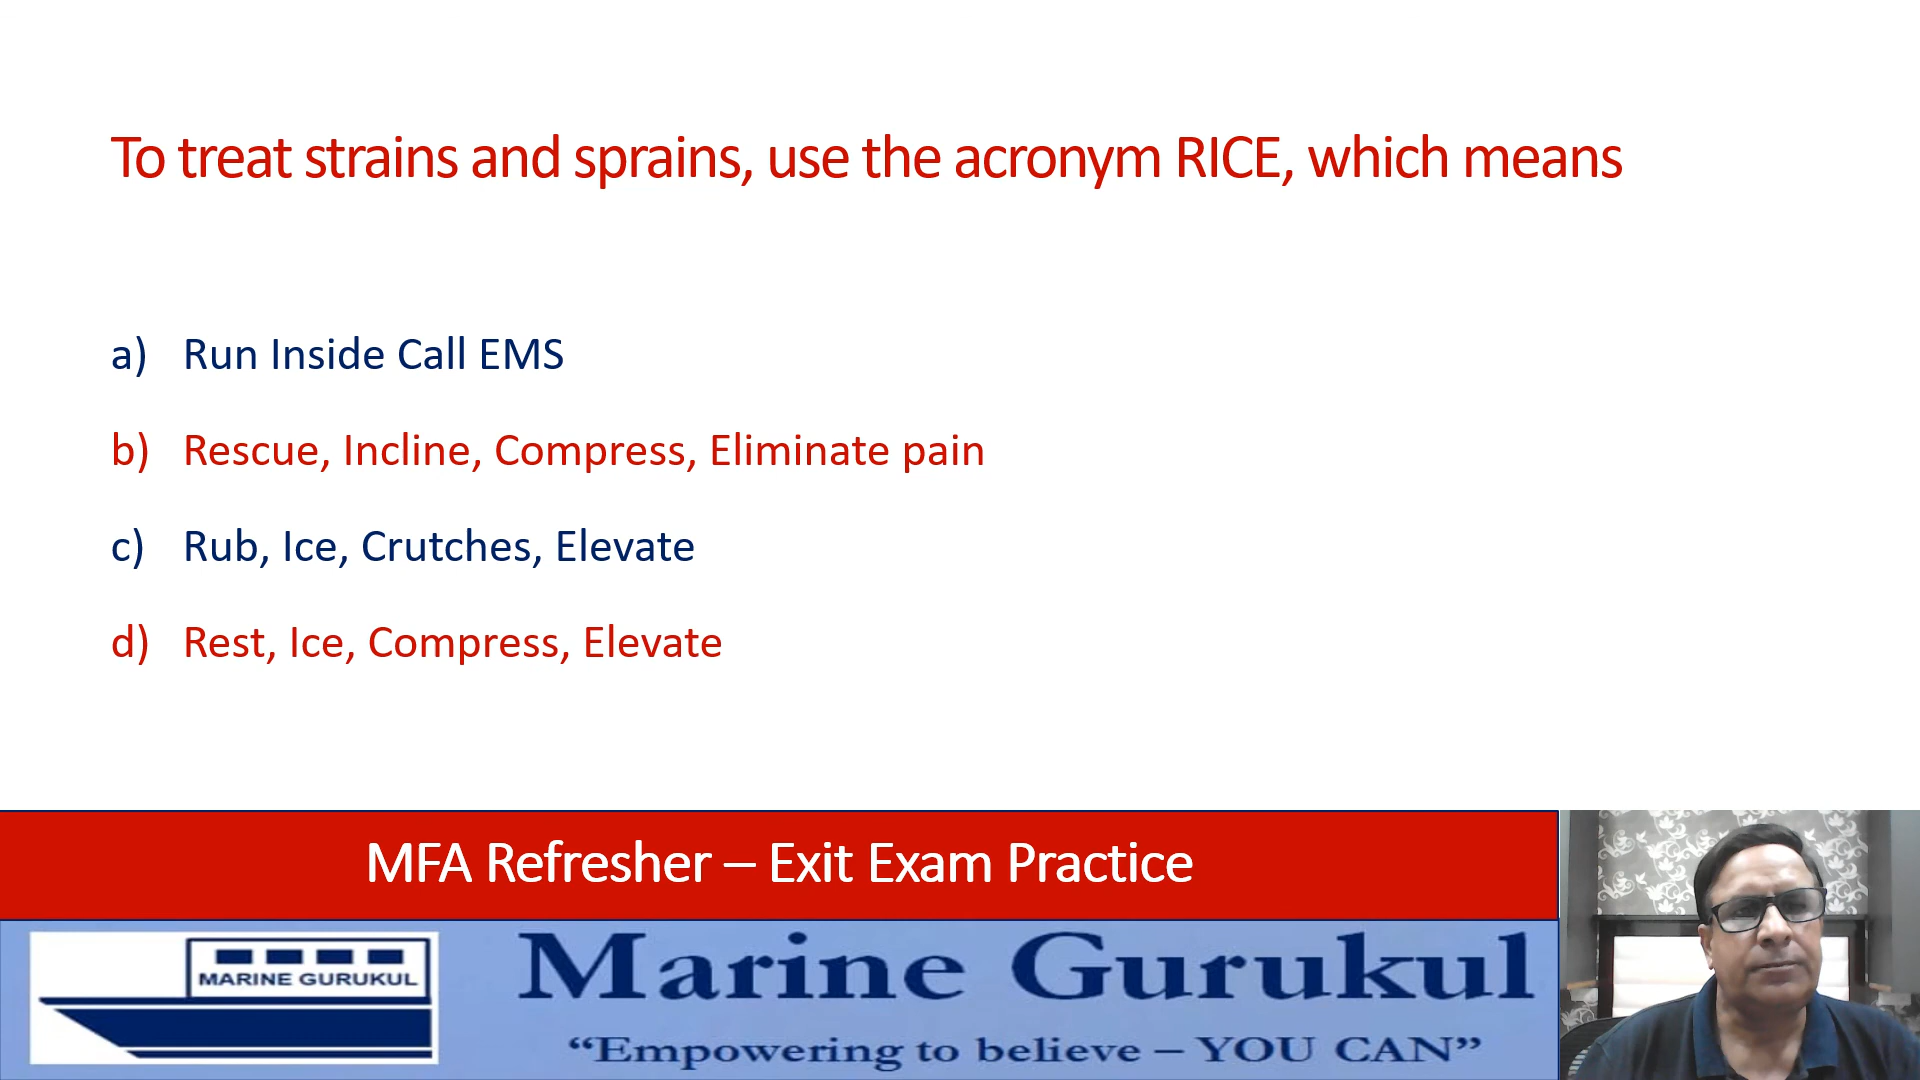 To treat strains and sprains, use the acronym RICE, which means
a) Run Inside Call EMS
b) Rescue, Incline, Compress, Eliminate pain
c) Rub, Ice, Crutches, Elevate
d) Rest, Ice, Compress, Elevate
MFA Refresher – Exit Exam Practice
MARINE GURUKUL
Marine Gurukul
“Empowering to believe – YOU CAN”